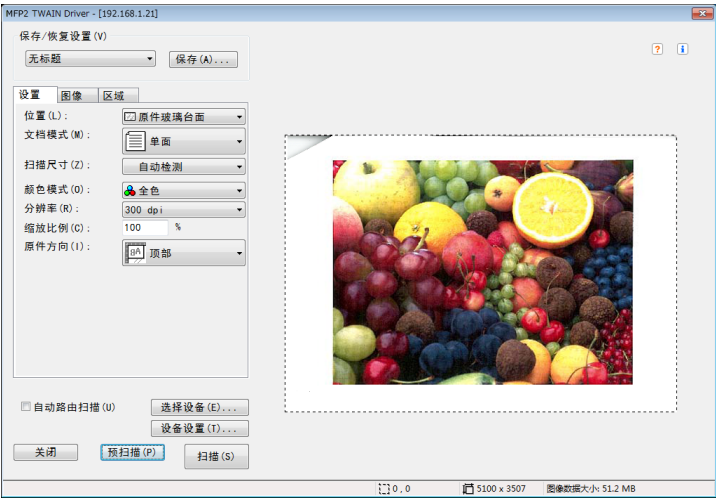 MFP2 TWAIN Driver - [192.168.1.21]
保存/恢复设置(V)
无标题
保存(A)...
设置 图像 区域
位置(L): 原件玻璃台面
文档模式(M): 单面
扫描尺寸(Z): 自动检测
颜色模式(O): 全色
分辨率(R): 300 dpi
缩放比例(C): 100 %
原件方向(I): 顶部
自动路由扫描(U)
选择设备(E)...
设备设置(T)...
关闭 预扫描(P) 扫描(S)
0 , 0 5100 x 3507 图像数据大小: 51.2 MB